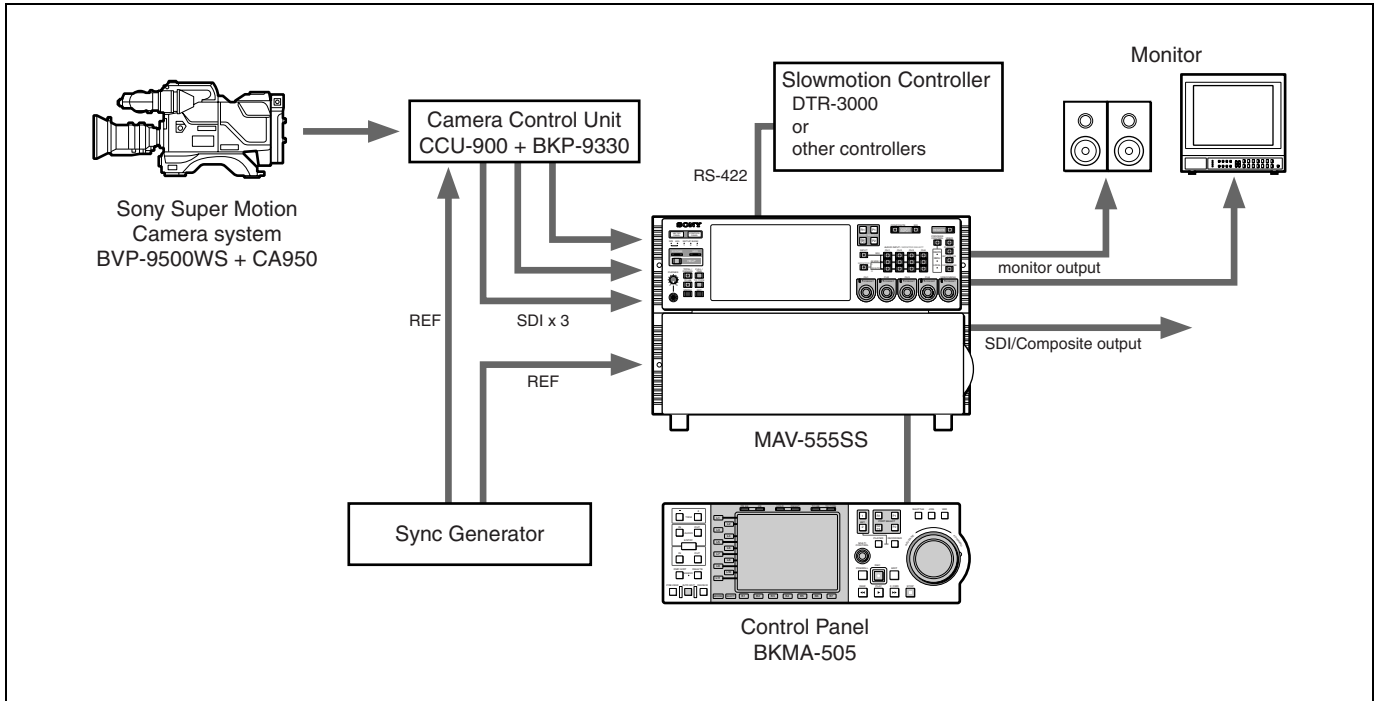 Sony Super Motion
Camera system
BVP-9500WS + CA950
Camera Control Unit
CCU-900 + BKP-9330
Slowmotion Controller
DTR-3000
or
other controllers
Monitor
RS-422
SONY
monitor output
SDI/Composite output
REF
SDI x 3
REF
MAV-555SS
Sync Generator
Control Panel
BKMA-505